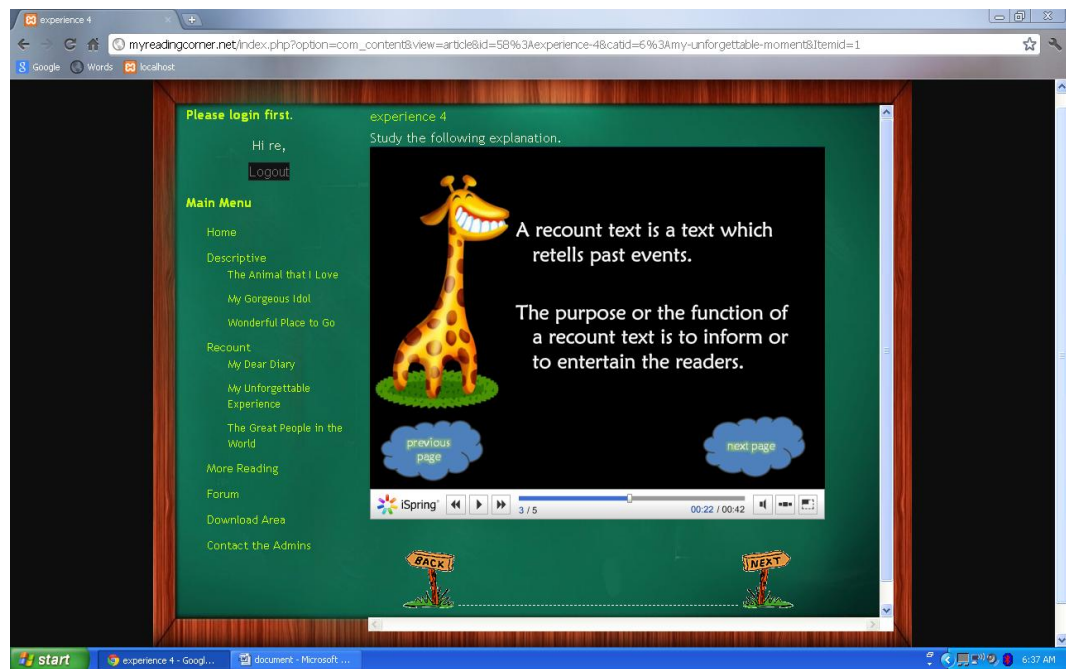 experience 4
myreadingcorner.net/index.php?option=com_content&view=article&id=58%3Aexperience-4&catid=6%3Amy-unforgettable-moment&Itemid=1
Google Words localhost
Please login first.
Hi re,
Logout
Main Menu
Home
Descriptive
The Animal that I Love
My Gorgeous Idol
Wonderful Place to Go
Recount
My Dear Diary
My Unforgettable
Experience
The Great People in the
World
More Reading
Forum
Download Area
Contact the Admins
experience 4
Study the following explanation.
A recount text is a text which
retells past events.
The purpose or the function of
a recount text is to inform or
to entertain the readers.
previous
page
next page
iSpring
3 / 5
00:22 / 00:42
BACK
NEXT
start
experience 4 - Googl...
document - Microsoft ...
6:37 AM